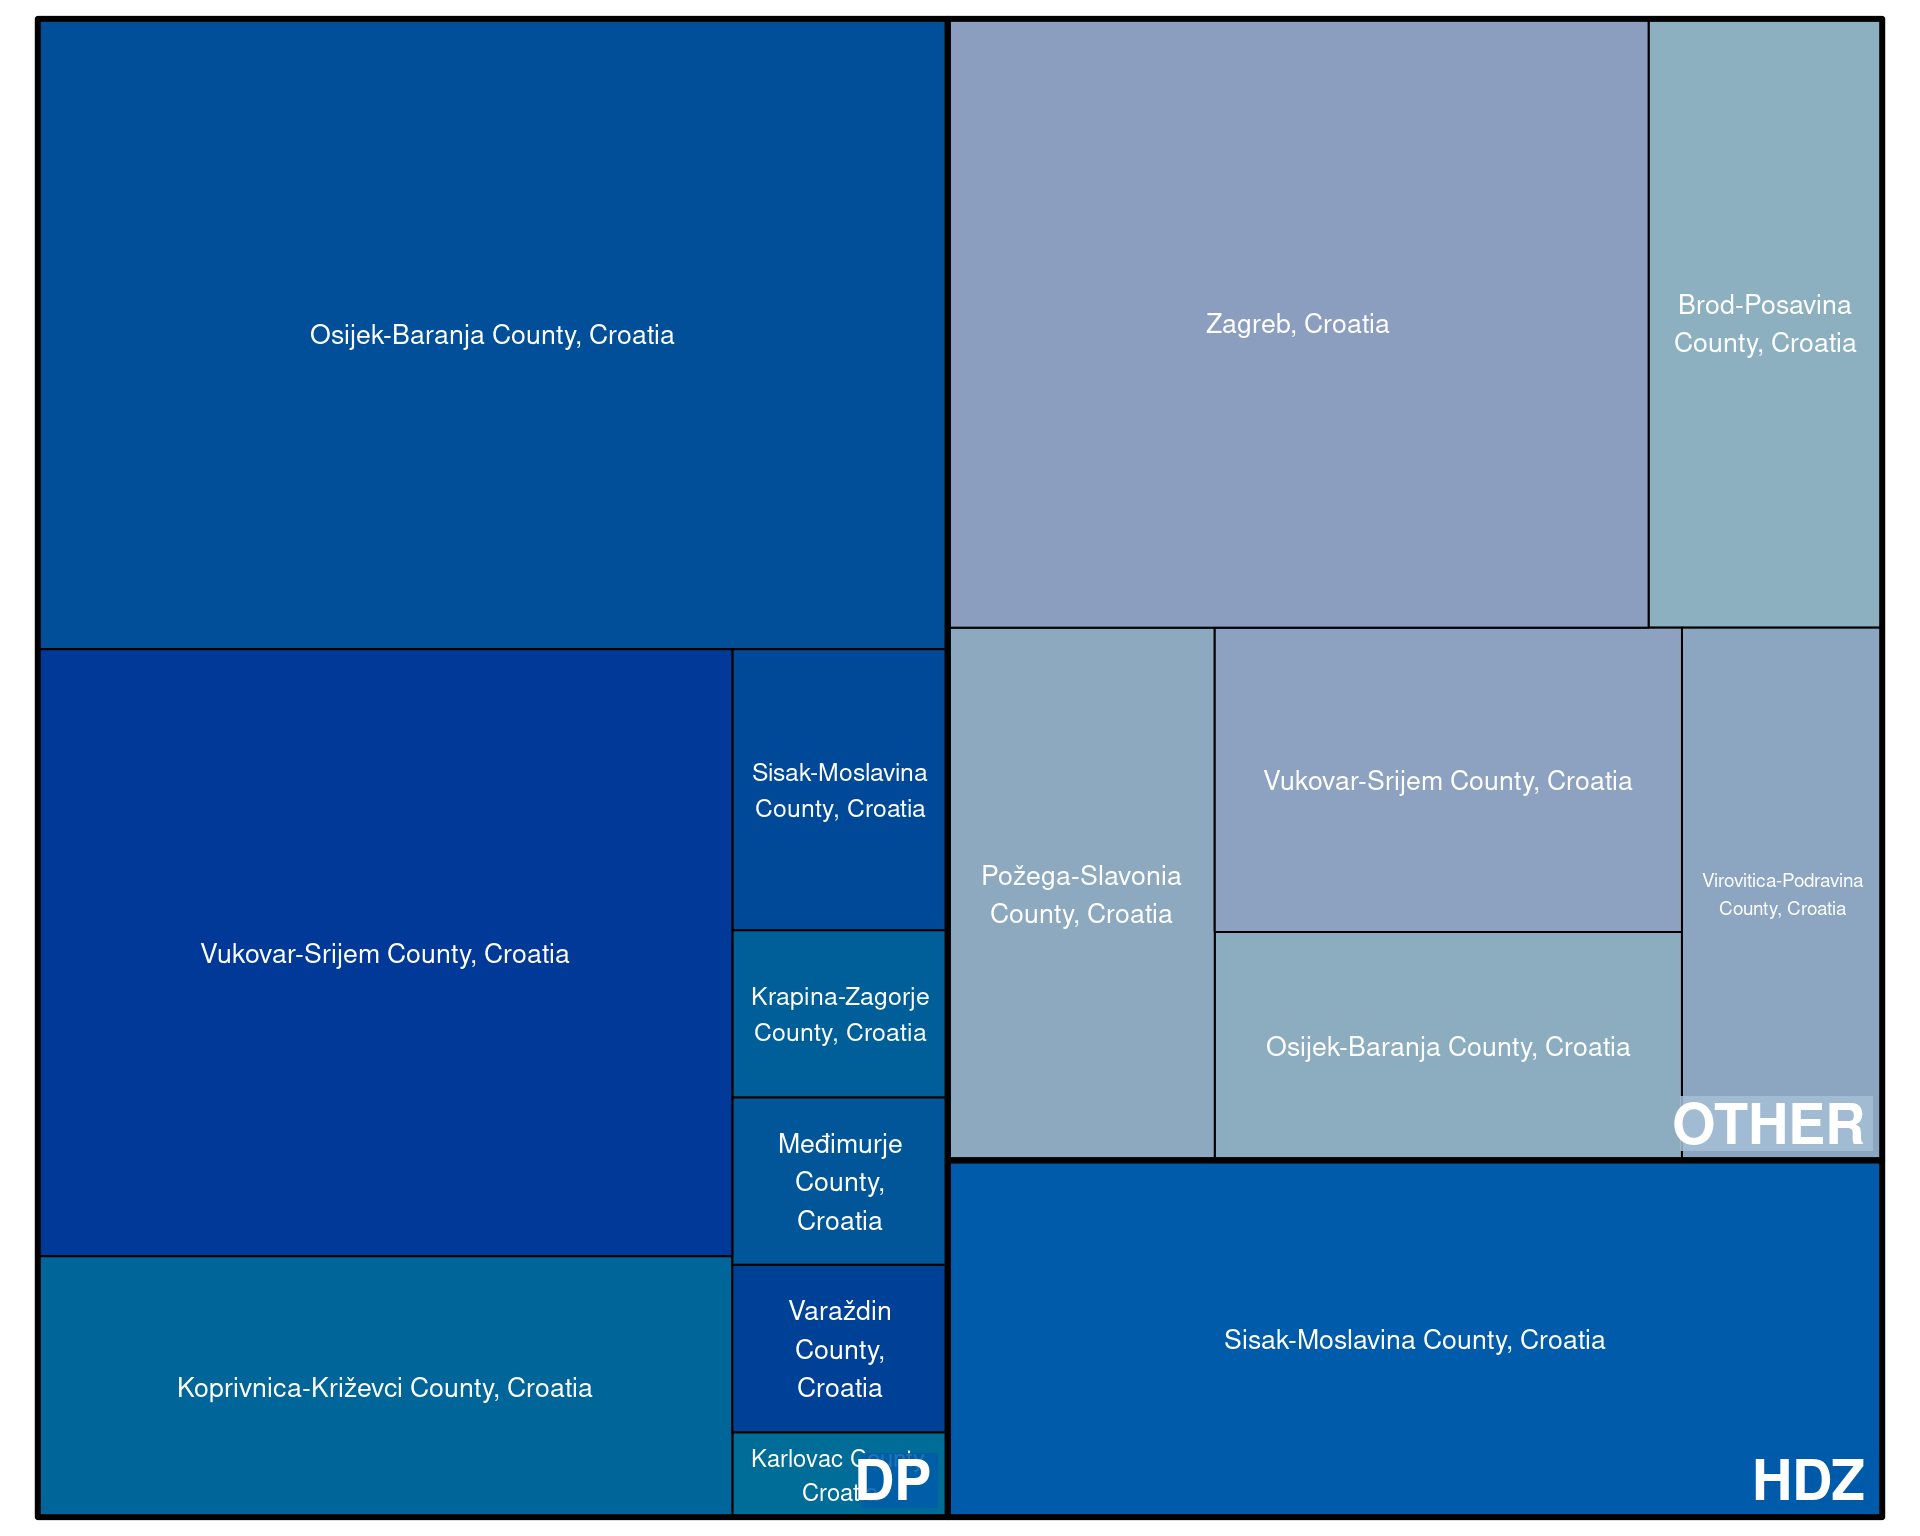 Osijek-Baranja County, Croatia
Vukovar-Srijem County, Croatia
Sisak-Moslavina
County, Croatia
Krapina-Zagorje
County, Croatia
Međimurje
County,
Croatia
Varaždin
County,
Croatia
Koprivnica-Križevci County, Croatia
Karlovac County,
Croatia
DP
Zagreb, Croatia
Brod-Posavina
County, Croatia
Požega-Slavonia
County, Croatia
Vukovar-Srijem County, Croatia
Osijek-Baranja County, Croatia
Virovitica-Podravina
County, Croatia
OTHER
Sisak-Moslavina County, Croatia
HDZ